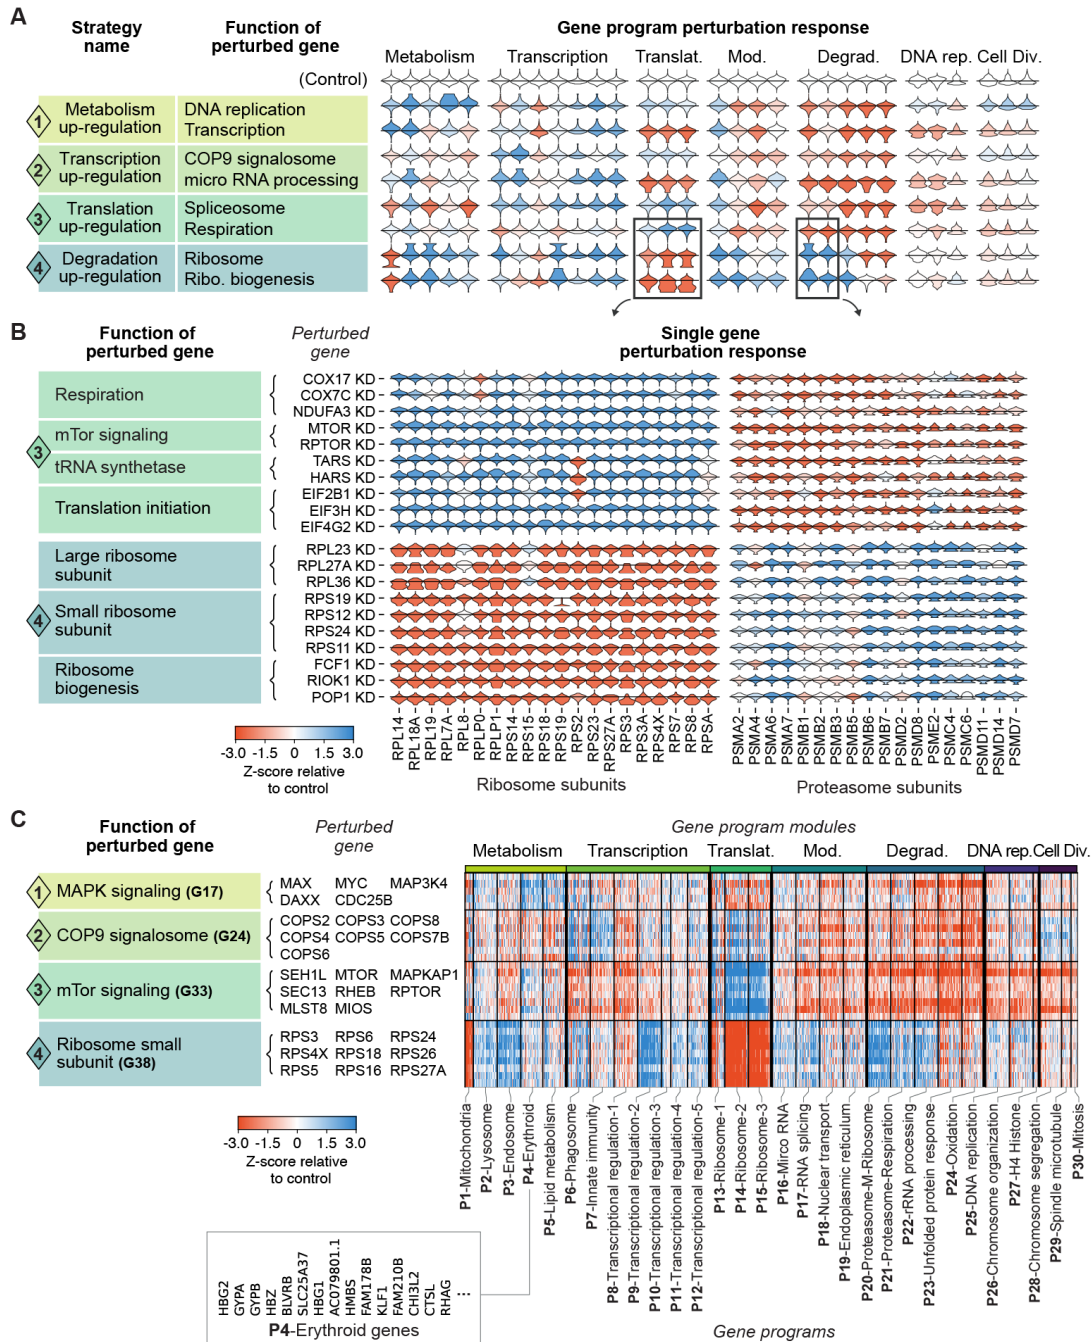 A
Strategy name
Function of perturbed gene
Gene program perturbation response
Metabolism Transcription Translat. Mod. Degrad. DNA rep. Cell Div.
(Control)
1 Metabolism up-regulation DNA replication Transcription
2 Transcription up-regulation COP9 signalosome micro RNA processing
3 Translation up-regulation Spliceosome Respiration
4 Degradation up-regulation Ribosome Ribo. biogenesis
B
Function of perturbed gene
Perturbed gene
Single gene perturbation response
3
Respiration
COX17 KD
COX7C KD
NDUFA3 KD
mTor signaling
MTOR KD
RPTOR KD
tRNA synthetase
TARS KD
HARS KD
Translation initiation
EIF2B1 KD
EIF3H KD
EIF4G2 KD
4
Large ribosome subunit
RPL23 KD
RPL27A KD
RPL36 KD
Small ribosome subunit
RPS19 KD
RPS12 KD
RPS24 KD
RPS11 KD
Ribosome biogenesis
FCF1 KD
RIOK1 KD
POP1 KD
-3.0 -1.5 0 1.5 3.0
Z-score relative to control
RPL14 RPL18A RPL19 RPL7A RPL8 RPLP0 RPLP1 RPS14 RPS15 RPS18 RPS19 RPS2 RPS23 RPS27A RPS3 RPS3A RPS4X RPS7 RPS8 RPSA
Ribosome subunits
PSMA2 PSMA4 PSMA6 PSMA7 PSMB1 PSMB2 PSMB3 PSMB5 PSMB6 PSMB7 PSMD2 PSMD8 PSME2 PSMC4 PSMC6 PSMD11 PSMD14 PSMD7
Proteasome subunits
C
Function of perturbed gene
Perturbed gene
Gene program modules
Metabolism Transcription Translat. Mod. Degrad. DNA rep. Cell Div.
1 MAPK signaling (G17)
MAX MYC MAP3K4
DAXX CDC25B
2 COP9 signalosome (G24)
COPS2 COPS3 COPS8
COPS4 COPS5 COPS7B
COPS6
3 mTor signaling (G33)
SEH1L MTOR MAPKAP1
SEC13 RHEB RPTOR
MLST8 MIOS
4 Ribosome small subunit (G38)
RPS3 RPS6 RPS24
RPS4X RPS18 RPS26
RPS5 RPS16 RPS27A
-3.0 -1.5 0 1.5 3.0
Z-score relative to control
P1-Mitochondria
P2-Lysosome
P3-Endosome
P4-Erythroid
P5-Lipid metabolism
P6-Phagosome
P7-Innate immunity
P8-Transcriptional regulation-1
P9-Transcriptional regulation-2
P10-Transcriptional regulation-3
P11-Transcriptional regulation-4
P12-Transcriptional regulation-5
P13-Ribosome-1
P14-Ribosome-2
P15-Ribosome-3
P16-Mirco RNA
P17-RNA splicing
P18-Nuclear transport
P19-Endoplasmic reticulum
P20-Proteasome-M-Ribosome
P21-Proteasome-Respiration
P22-rRNA processing
P23-Unfolded protein response
P24-Oxidation
P25-DNA replication
P26-Chromosome organization
P27-H4 Histone
P28-Chromosome segregation
P29-Spindle microtubule
P30-Mitosis
HBG2 GYPA GYPB HBZ BLVRB SLC25A37 HBG1 AC079801.1 HMBS FAM178B KLF1 FAM210B CHI3L2 CTSL RHAG ...
P4-Erythroid genes
Gene programs